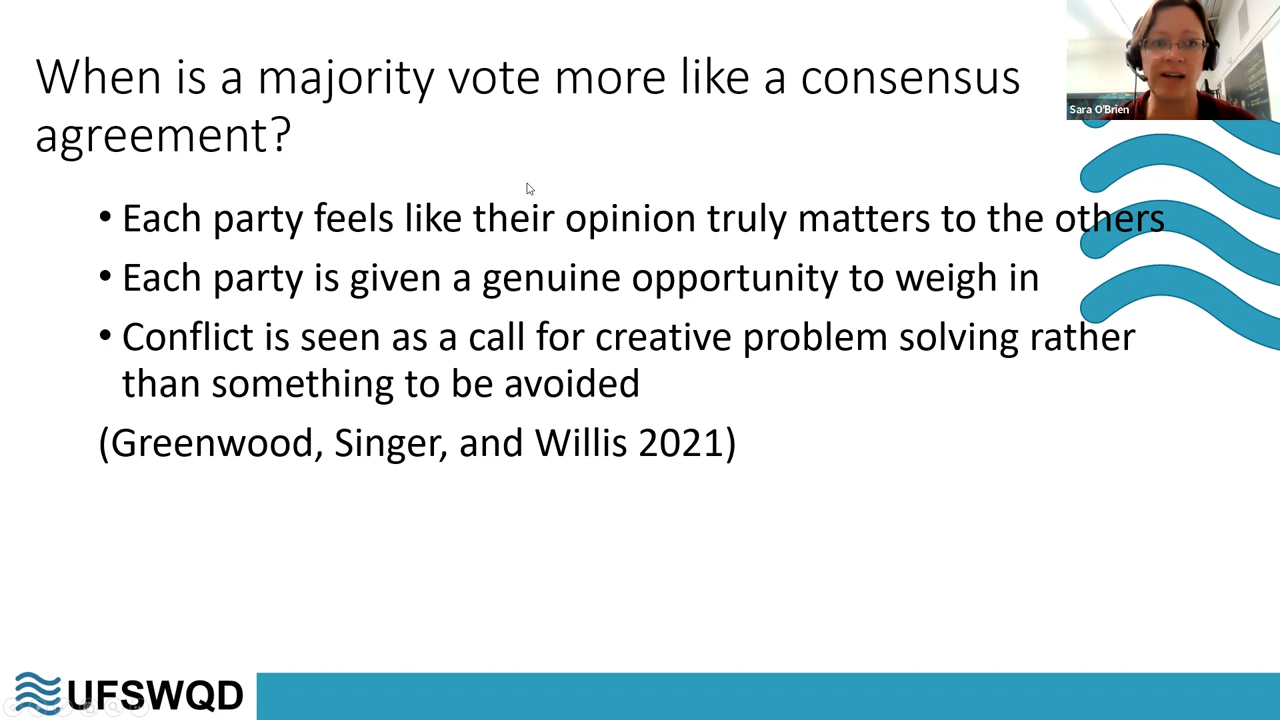 When is a majority vote more like a consensus
agreement?
Sara O'Brien
• Each party feels like their opinion truly matters to the others
• Each party is given a genuine opportunity to weigh in
• Conflict is seen as a call for creative problem solving rather
than something to be avoided
(Greenwood, Singer, and Willis 2021)
UFSWQD